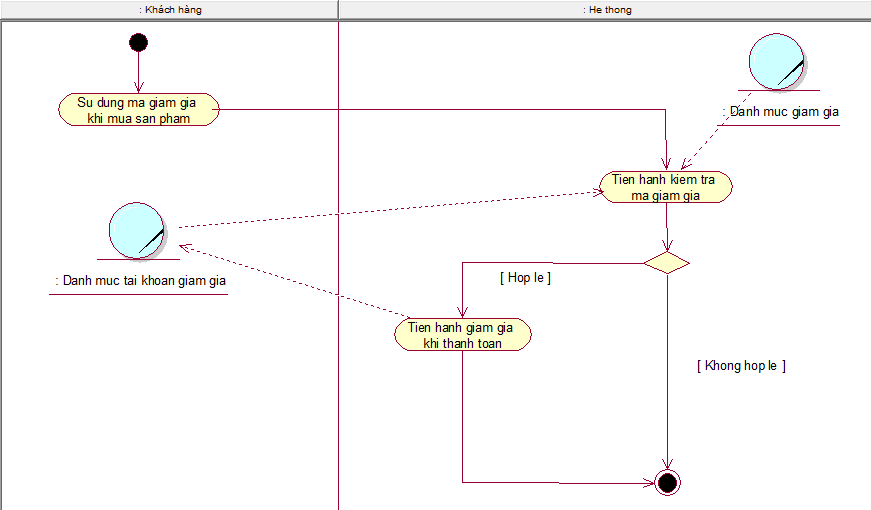 : Khách hàng
: He thong
Su dung ma giam gia
khi mua san pham
: Danh muc giam gia
Tien hanh kiem tra
ma giam gia
: Danh muc tai khoan giam gia
[ Hop le ]
Tien hanh giam gia
khi thanh toan
[ Khong hop le ]